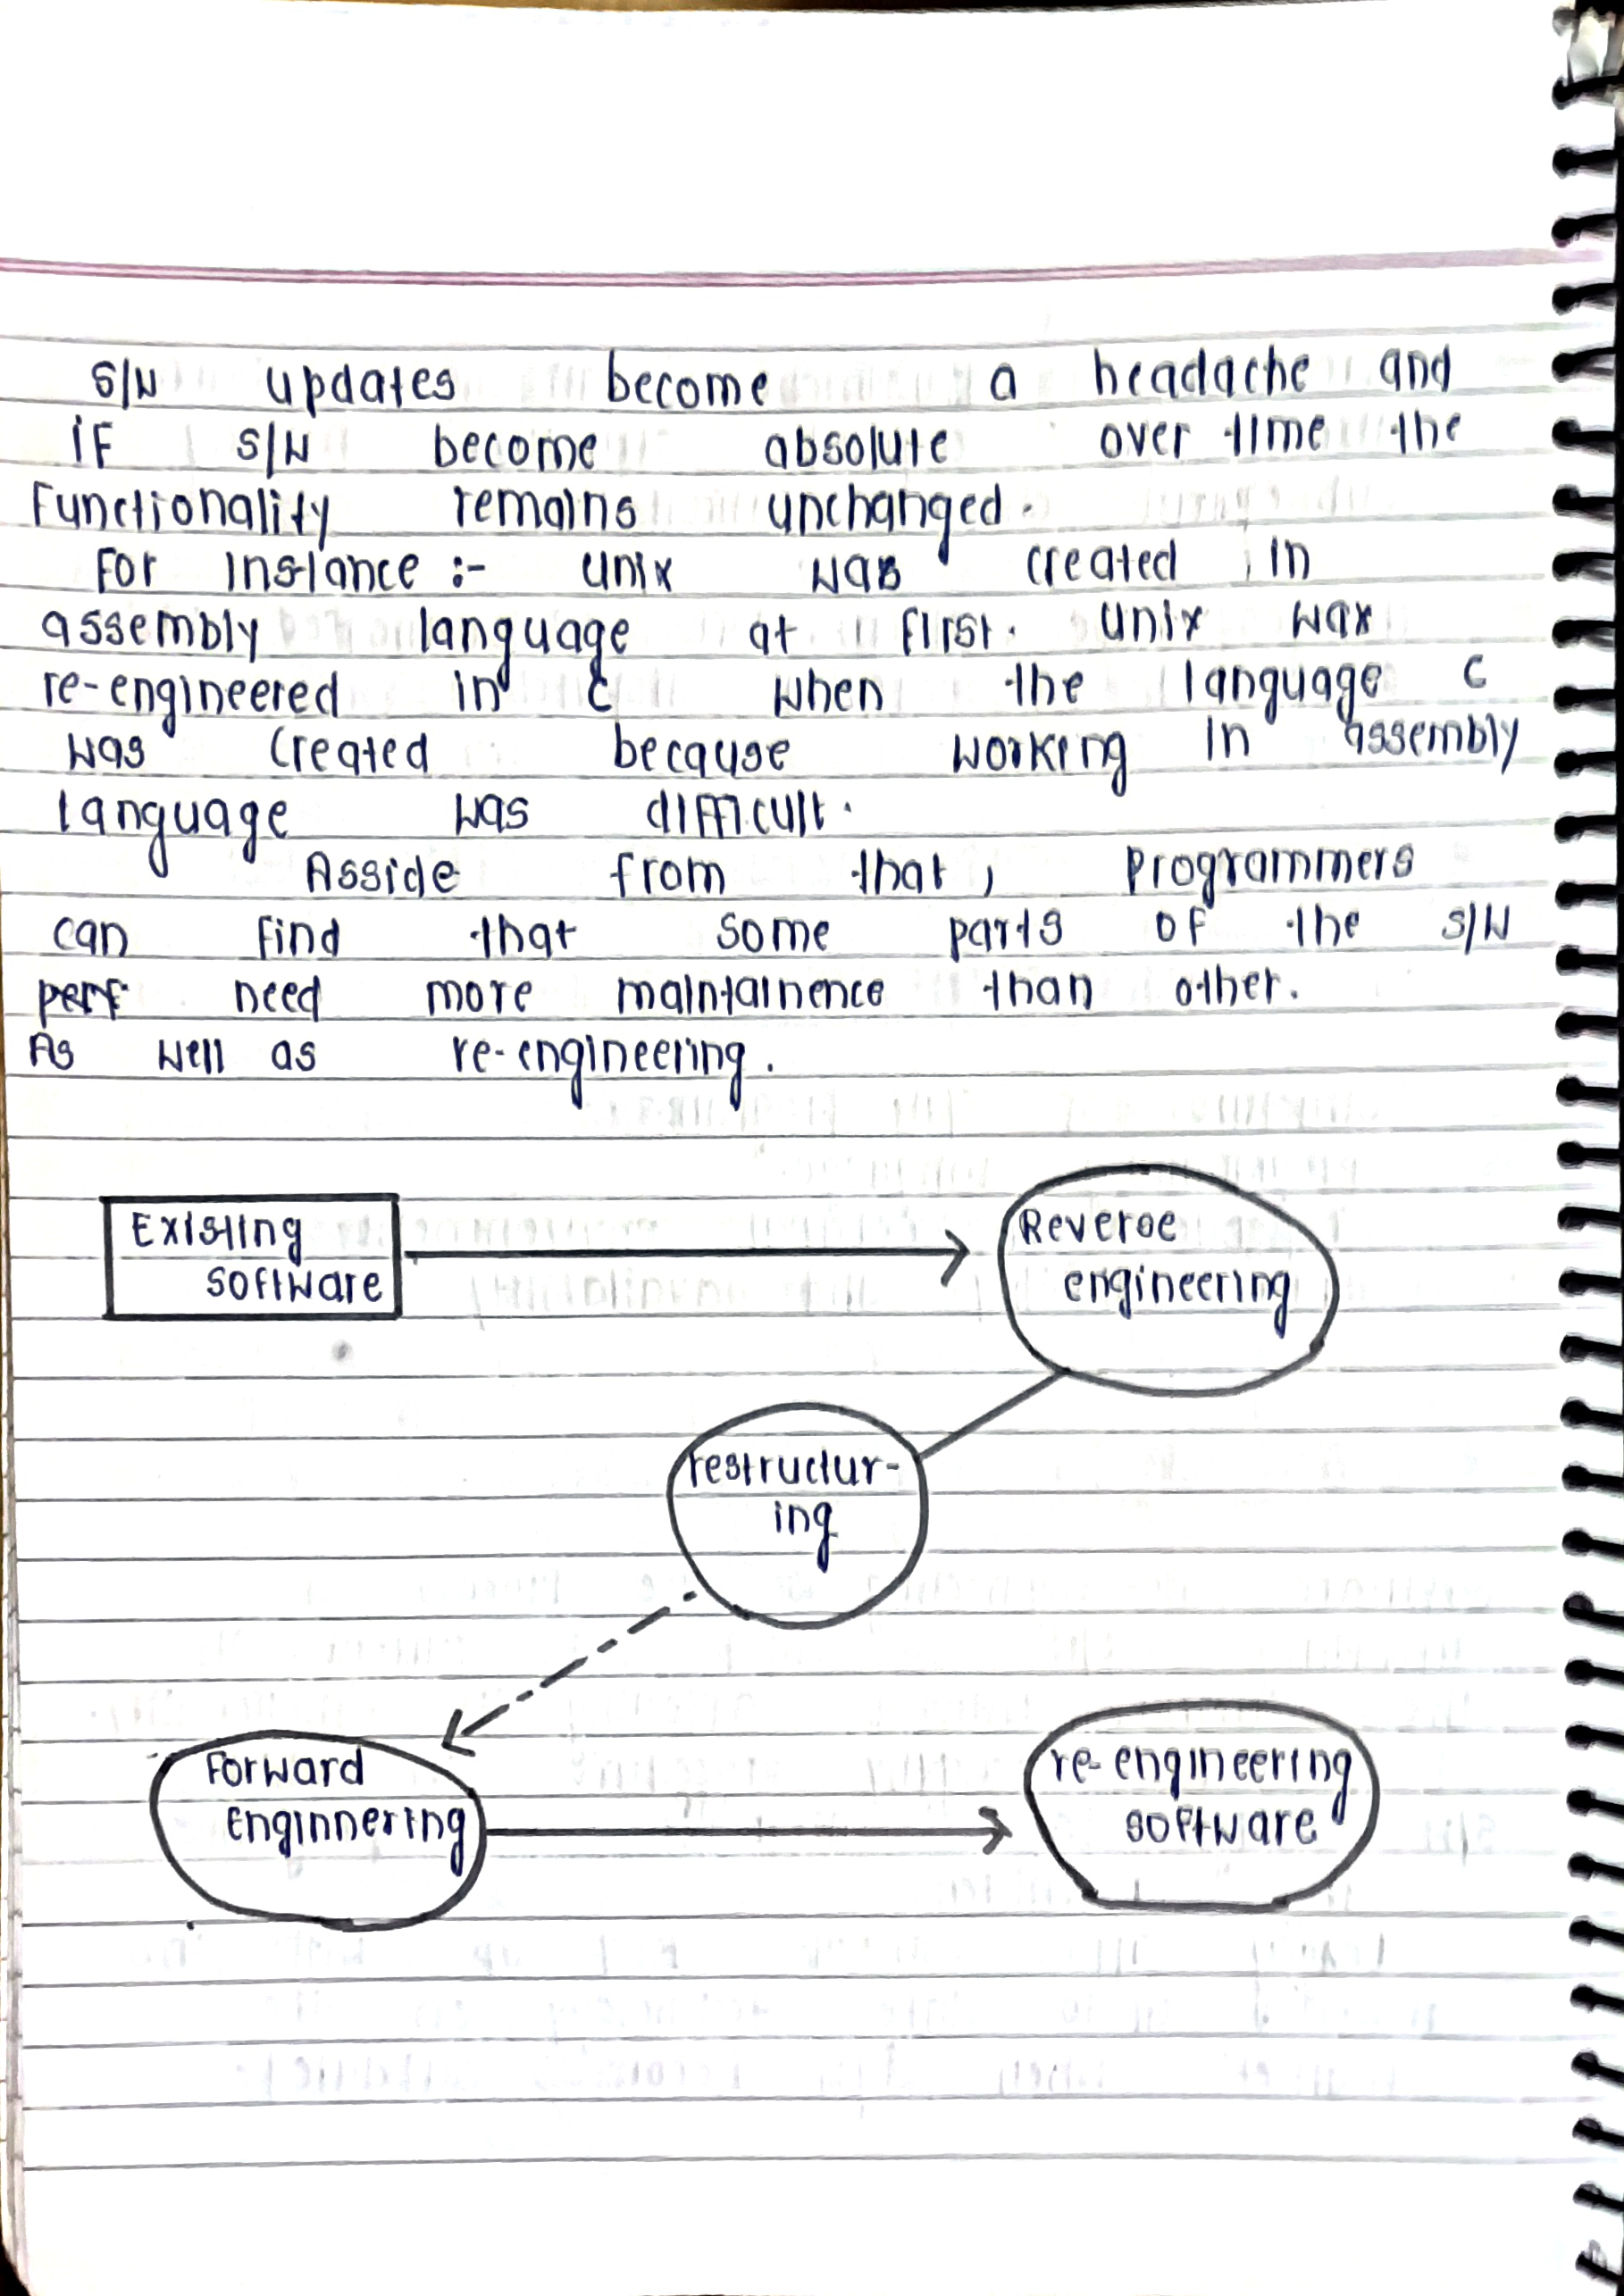 S/W updates become a headache and
if S/W become absolute over time the
Functionality remains unchanged.
For instance :- unix was created in
assembly language at first. unix wax
re-engineered in c when the language c
was created because working in assembly
language was difficult.
Asside from that, programmers
can find that some parts of the S/W
perf need more maintainence than other.
As well as re-engineering.
Existing
software
Reverse
engineering
restructur-
ing
Forward
Enginnering
re-engineering
software